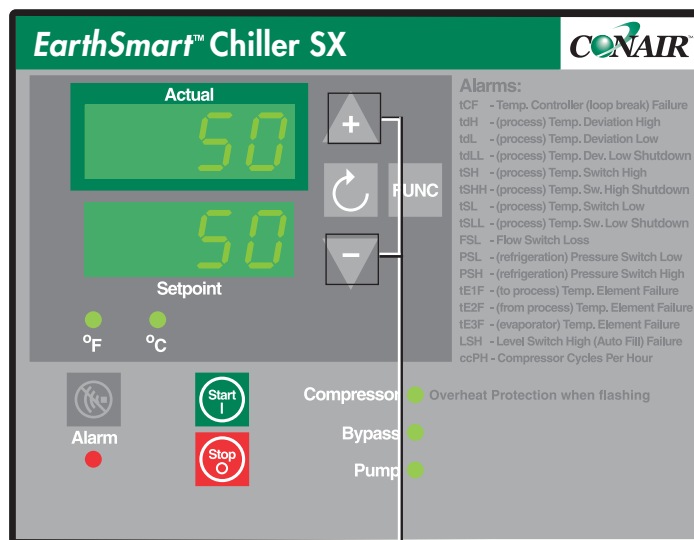 EarthSmart™ Chiller SX
CONAIR™
Actual
50
+
FUNC
50
−
Setpoint
°F
°C
Alarms:
tCF - Temp. Controller (loop break) Failure
tdH - (process) Temp. Deviation High
tdL - (process) Temp. Deviation Low
tdLL - (process) Temp. Dev. Low Shutdown
tSH - (process) Temp. Switch High
tSHH - (process) Temp. Sw. High Shutdown
tSL - (process) Temp. Switch Low
tSLL - (process) Temp. Sw. Low Shutdown
FSL - Flow Switch Loss
PSL - (refrigeration) Pressure Switch Low
PSH - (refrigeration) Pressure Switch High
tE1F - (to process) Temp. Element Failure
tE2F - (from process) Temp. Element Failure
tE3F - (evaporator) Temp. Element Failure
LSH - Level Switch High (Auto Fill) Failure
ccPH - Compressor Cycles Per Hour
Alarm
Start
I
Stop
O
Compressor
Overheat Protection when flashing
Bypass
Pump